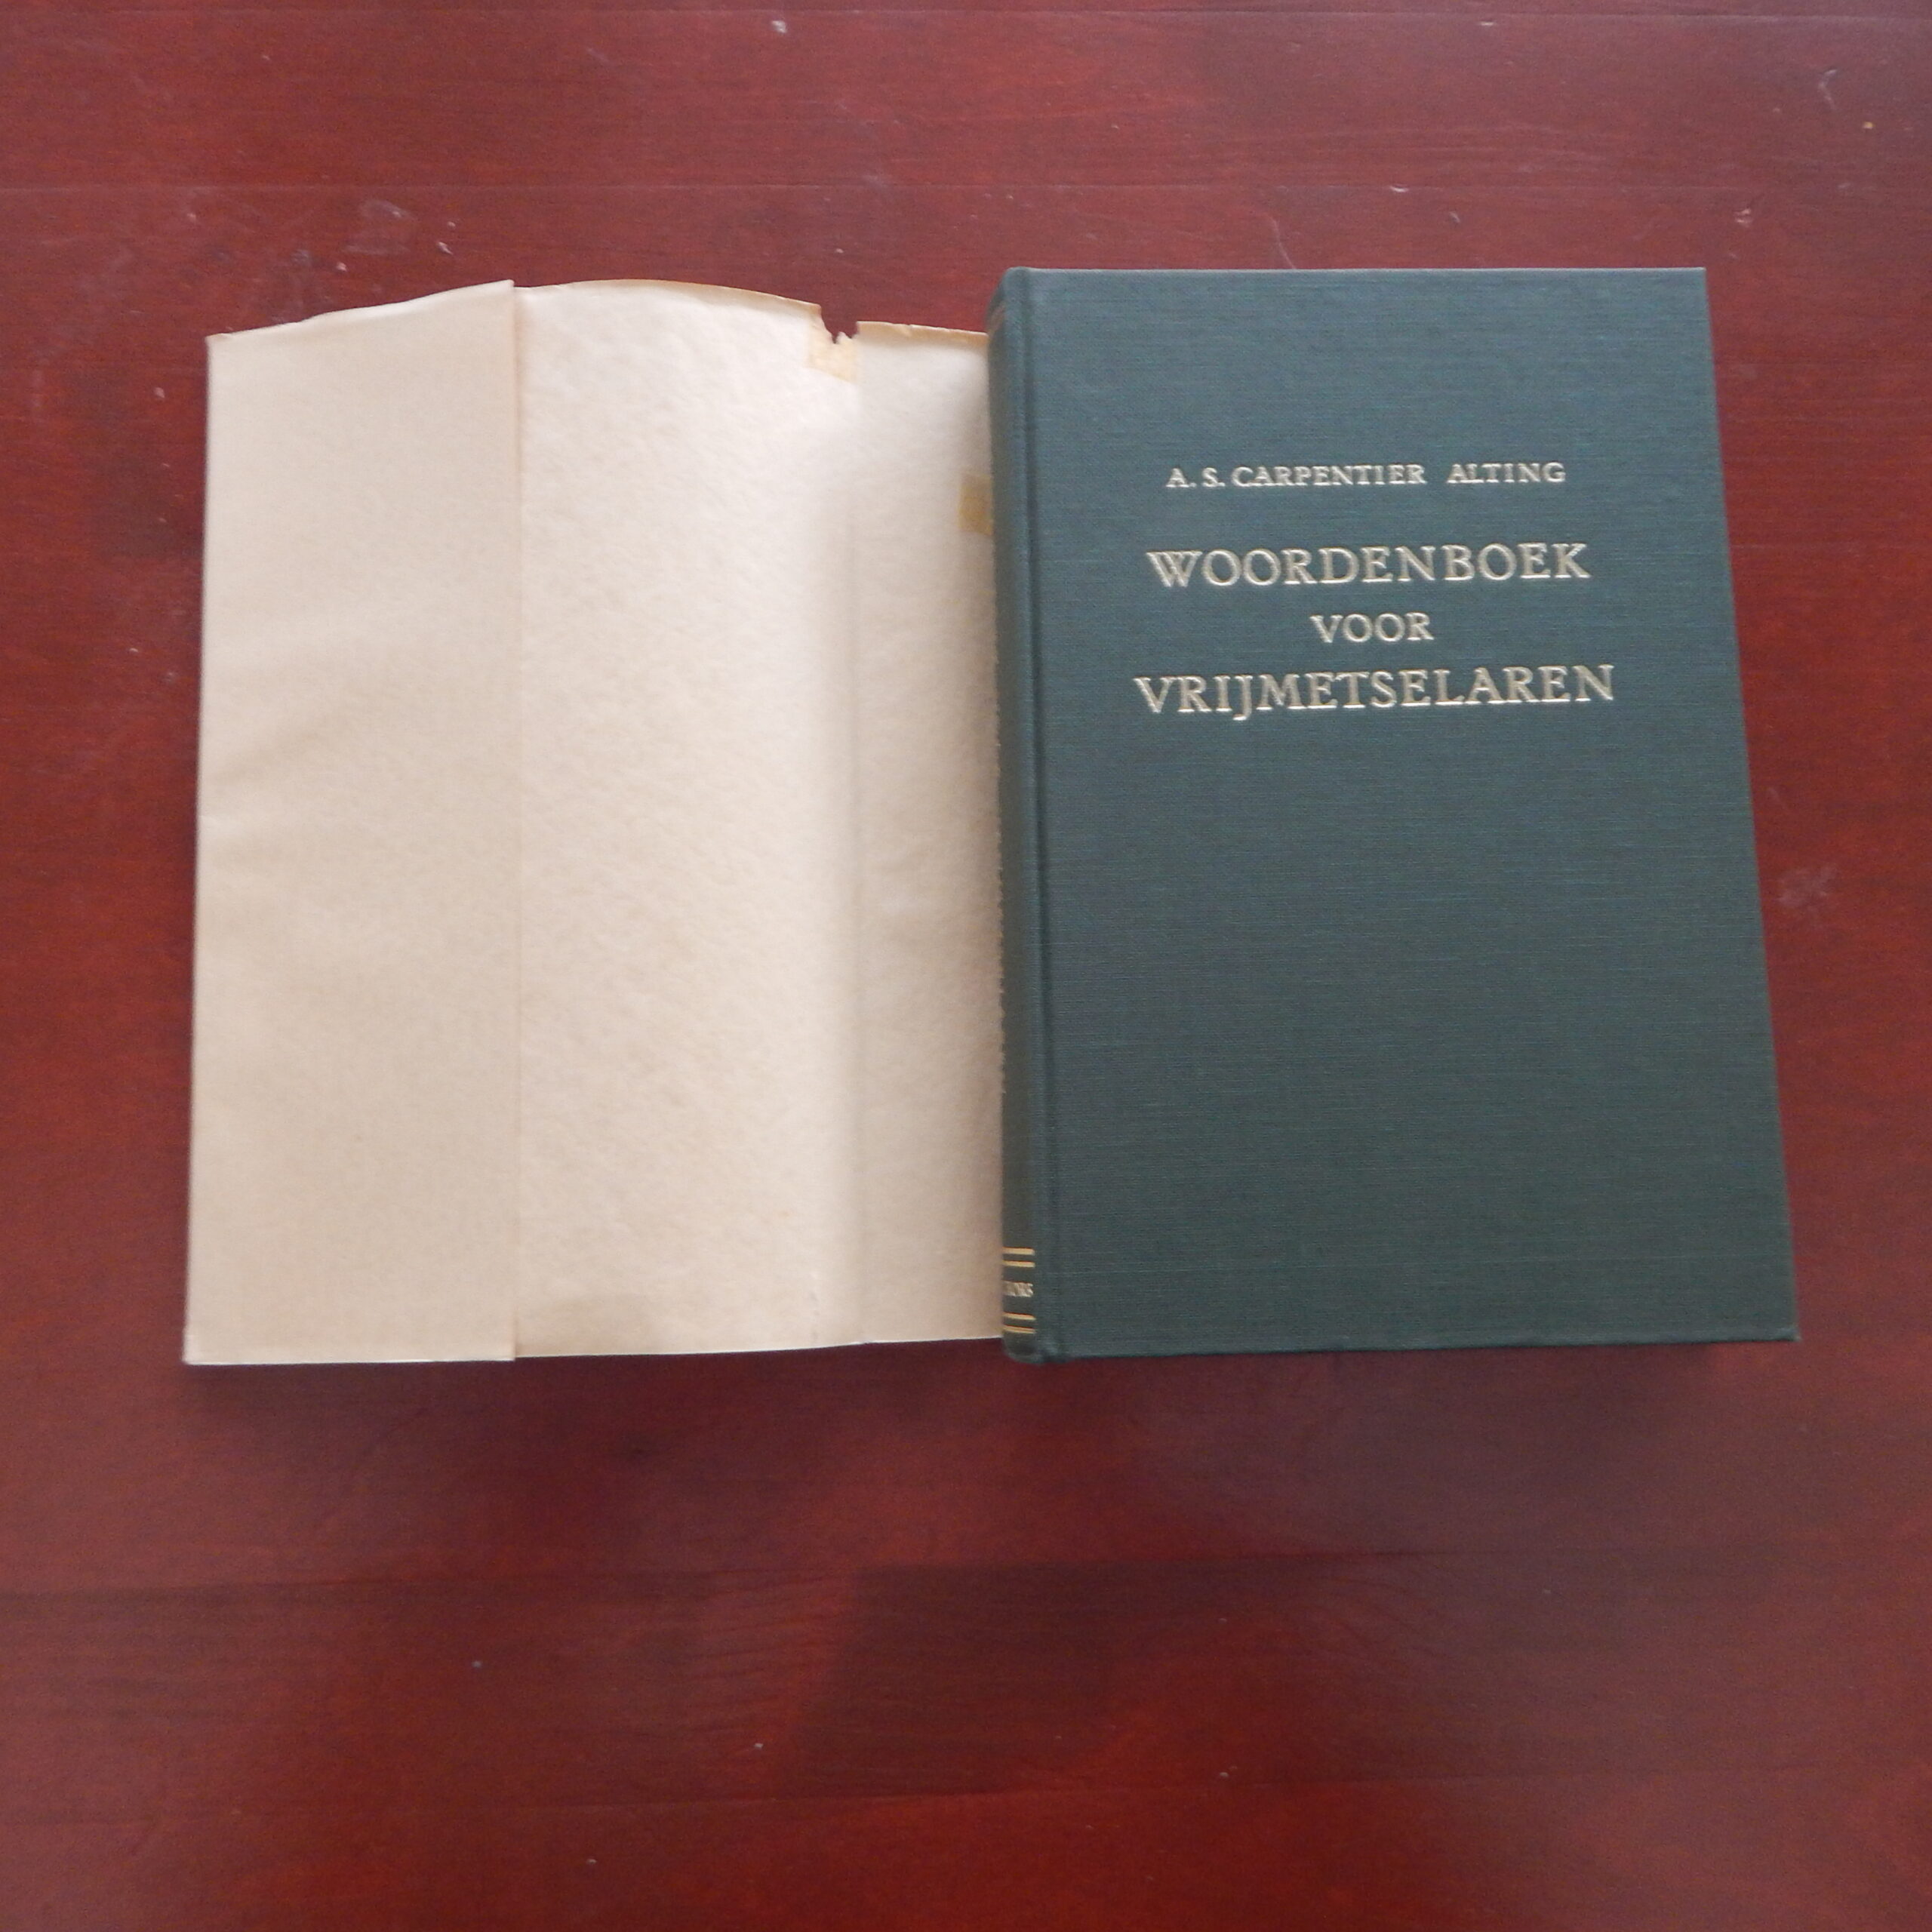 A. S. CARPENTIER ALTING
WOORDENBOEK
VOOR
VRIJMETSELAREN